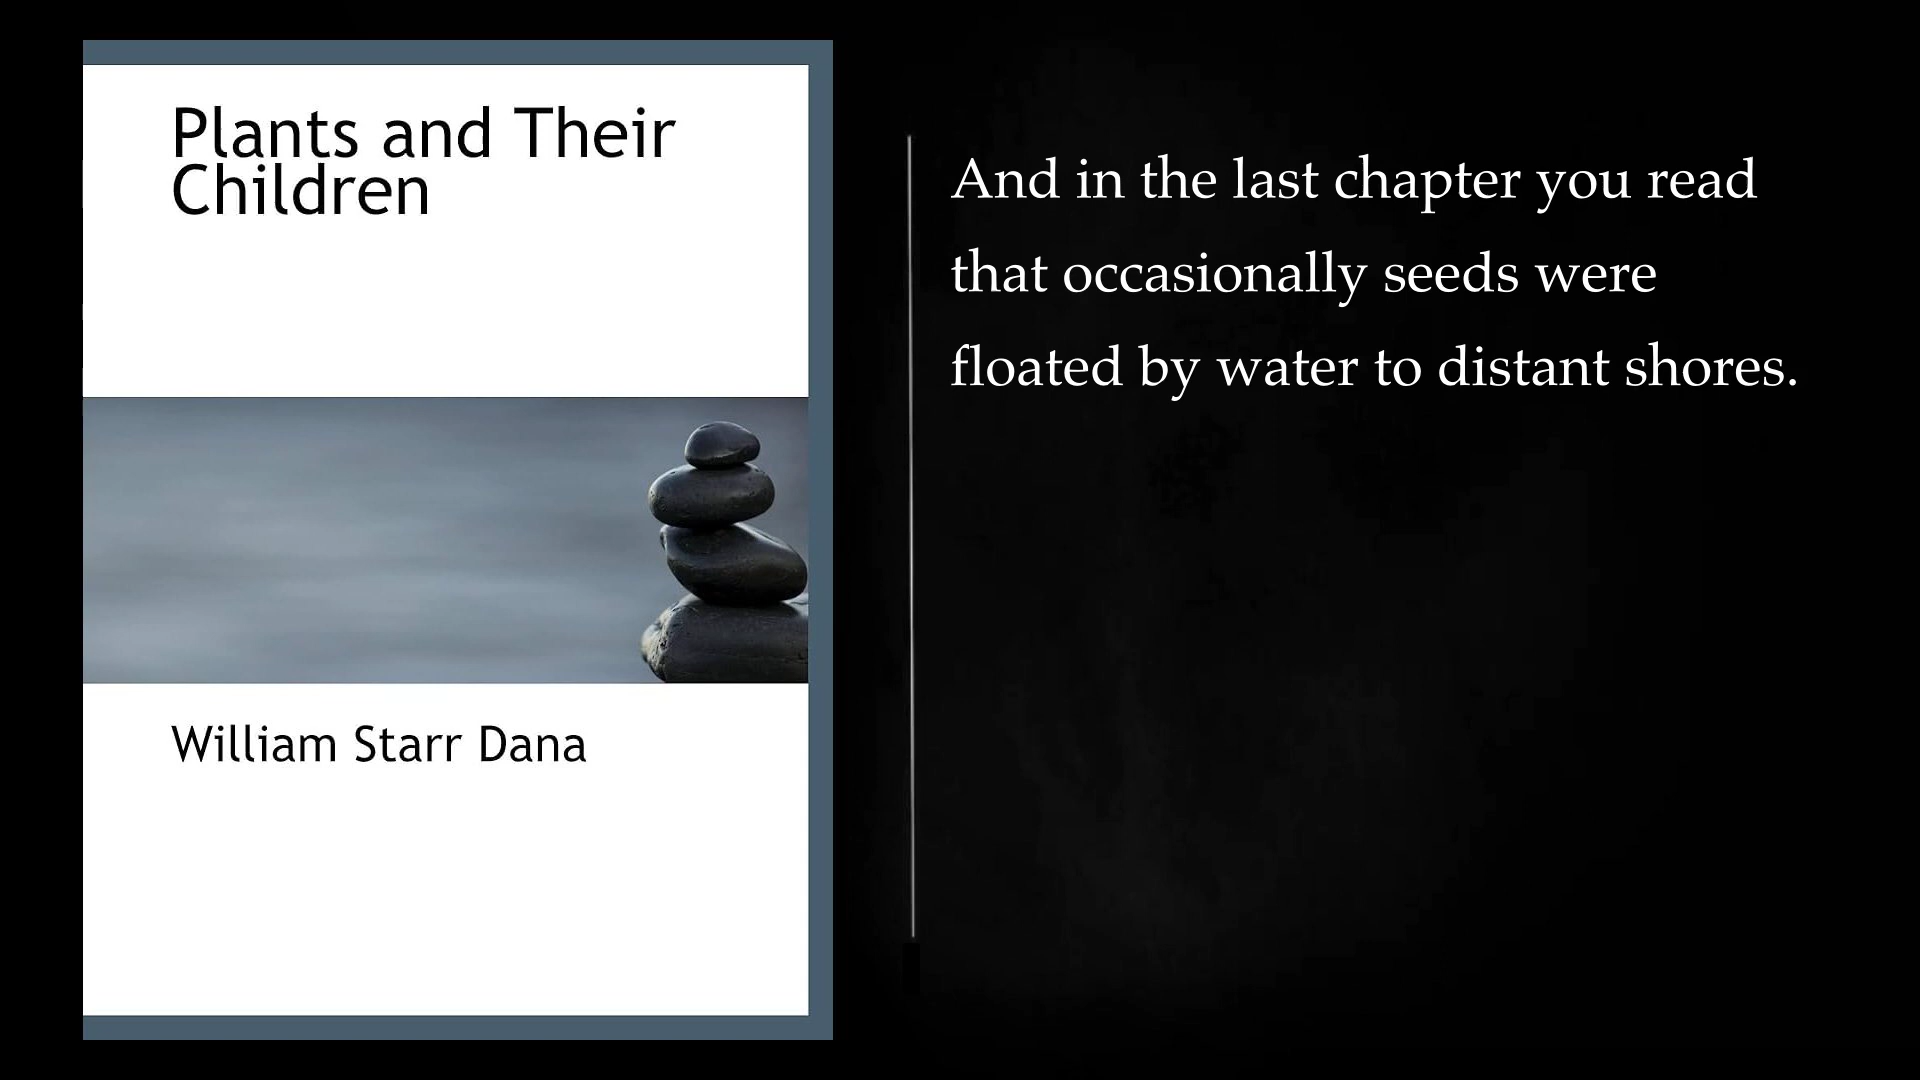 Plants and Their
Children
William Starr Dana
And in the last chapter you read
that occasionally seeds were
floated by water to distant shores.